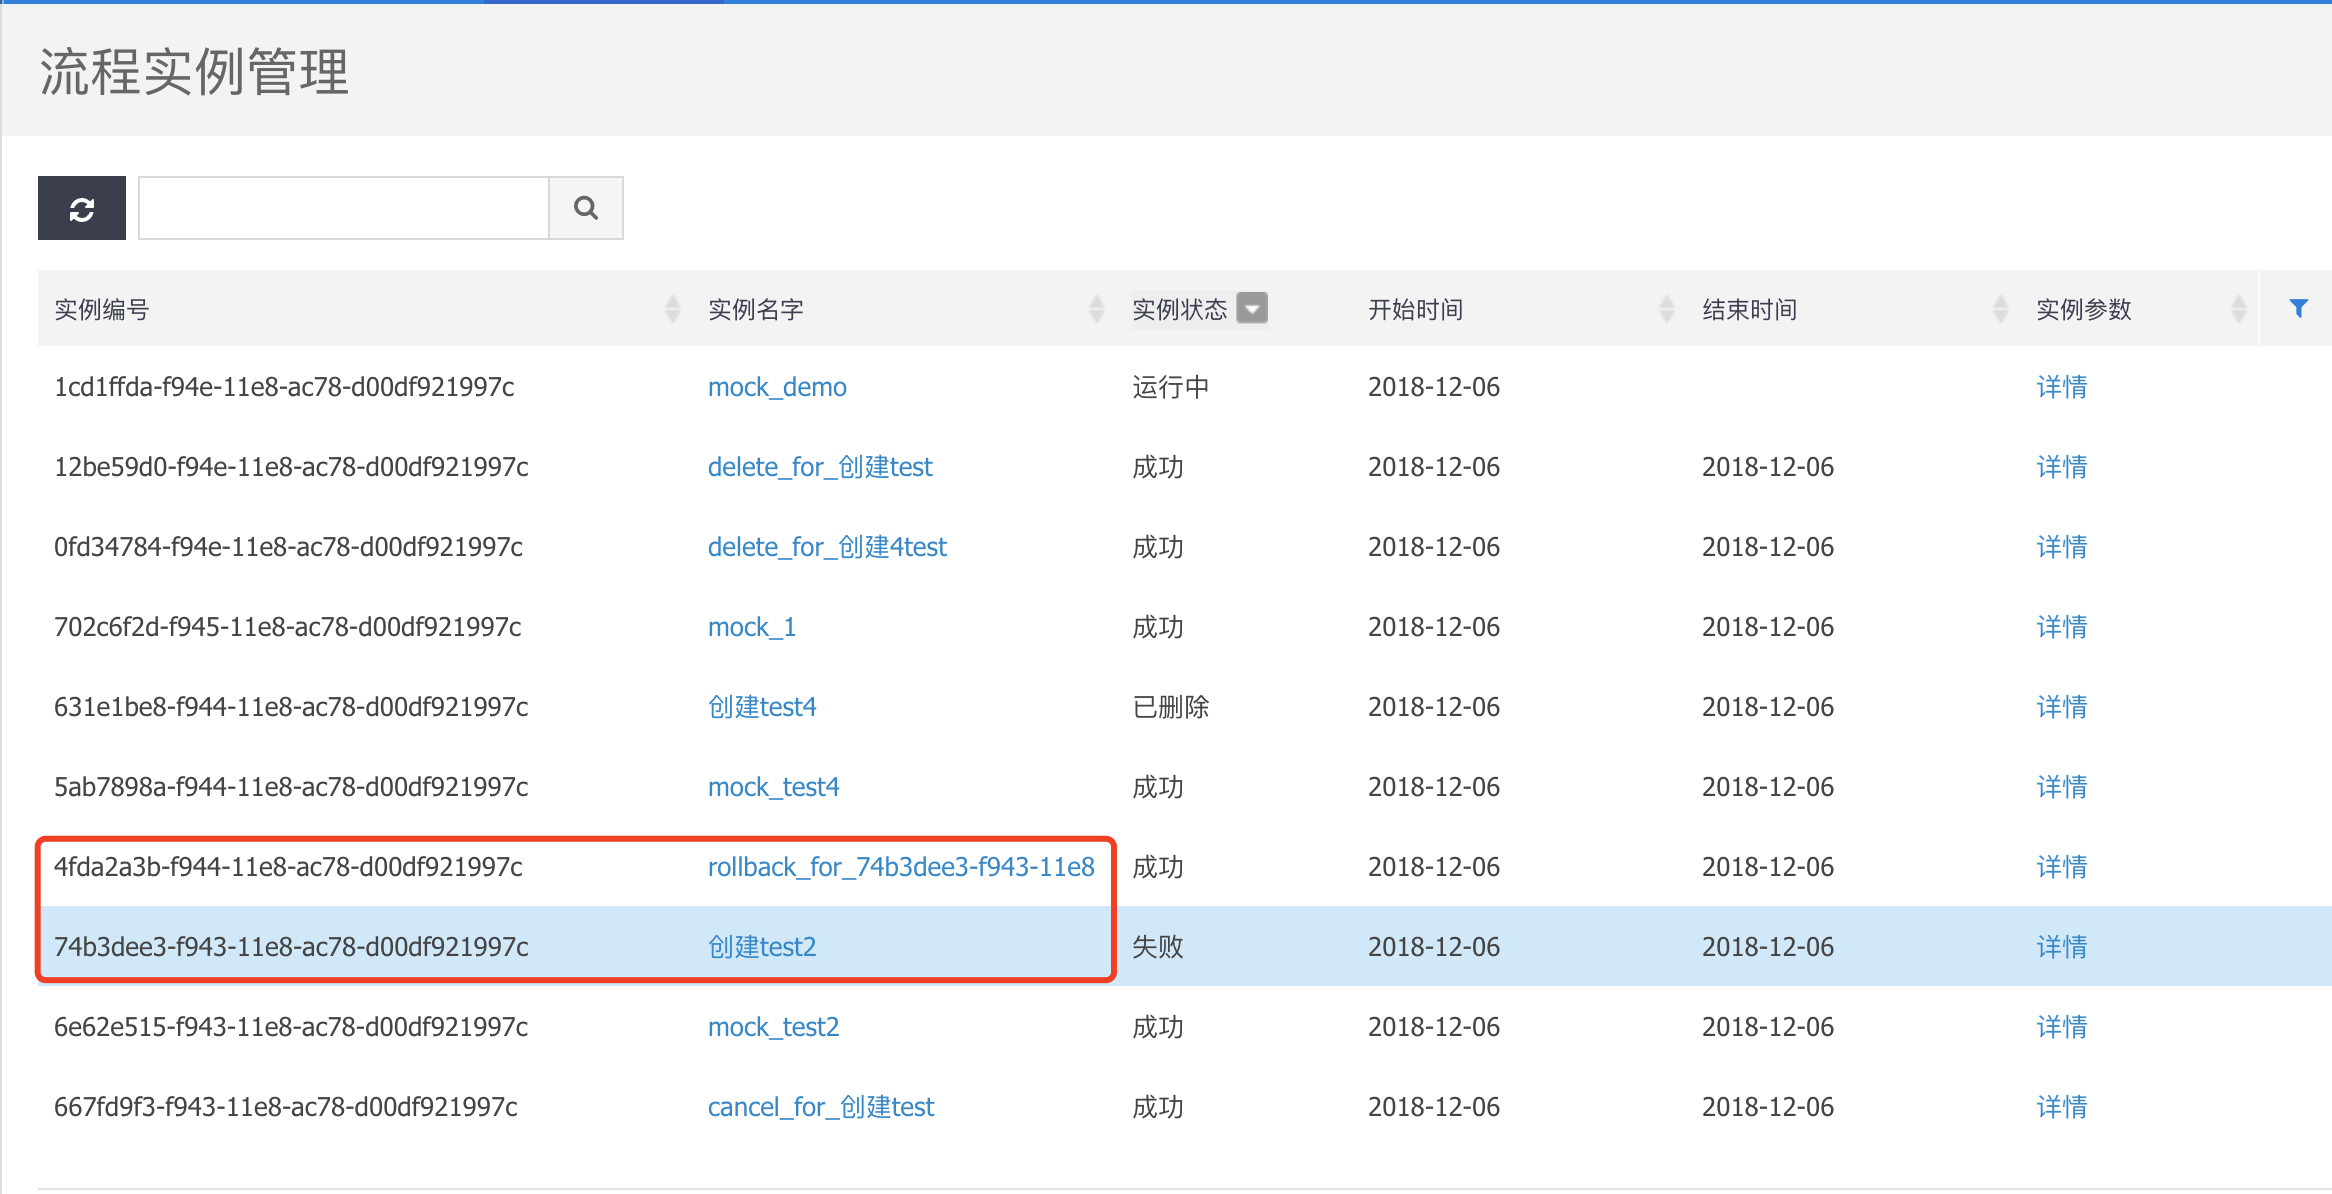 流程实例管理
实例编号 实例名字 实例状态 开始时间 结束时间 实例参数
1cd1ffda-f94e-11e8-ac78-d00df921997c mock_demo 运行中 2018-12-06 详情
12be59d0-f94e-11e8-ac78-d00df921997c delete_for_创建test 成功 2018-12-06 2018-12-06 详情
0fd34784-f94e-11e8-ac78-d00df921997c delete_for_创建4test 成功 2018-12-06 2018-12-06 详情
702c6f2d-f945-11e8-ac78-d00df921997c mock_1 成功 2018-12-06 2018-12-06 详情
631e1be8-f944-11e8-ac78-d00df921997c 创建test4 已删除 2018-12-06 2018-12-06 详情
5ab7898a-f944-11e8-ac78-d00df921997c mock_test4 成功 2018-12-06 2018-12-06 详情
4fda2a3b-f944-11e8-ac78-d00df921997c rollback_for_74b3dee3-f943-11e8 成功 2018-12-06 2018-12-06 详情
74b3dee3-f943-11e8-ac78-d00df921997c 创建test2 失败 2018-12-06 2018-12-06 详情
6e62e515-f943-11e8-ac78-d00df921997c mock_test2 成功 2018-12-06 2018-12-06 详情
667fd9f3-f943-11e8-ac78-d00df921997c cancel_for_创建test 成功 2018-12-06 2018-12-06 详情